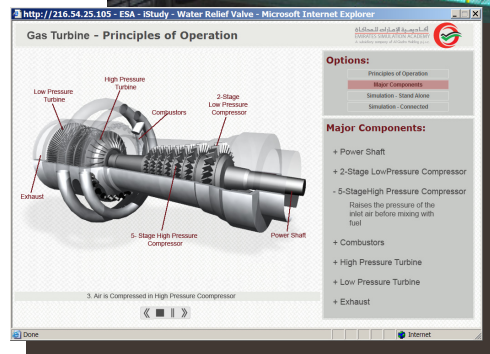 http://216.54.25.105 - ESA - iStudy - Water Relief Valve - Microsoft Internet Explorer
Gas Turbine - Principles of Operation
EMIRATES SIMULATION ACADEMY
Options:
Principles of Operation
Major Components
Simulation - Stand Alone
Simulation - Connected
Major Components:
+ Power Shaft
+ 2-Stage LowPressure Compressor
- 5-StageHigh Pressure Compressor
Raises the pressure of the
inlet air before mixing with
fuel
+ Combustors
+ High Pressure Turbine
+ Low Pressure Turbine
+ Exhaust
High Pressure
Turbine
Low Pressure
Turbine
2-Stage
Low Pressure
Compressor
Combustors
Exhaust
5- Stage High Pressure
Compressor
Power Shaft
3. Air is Compressed in High Pressure Coompressor
Done
Internet